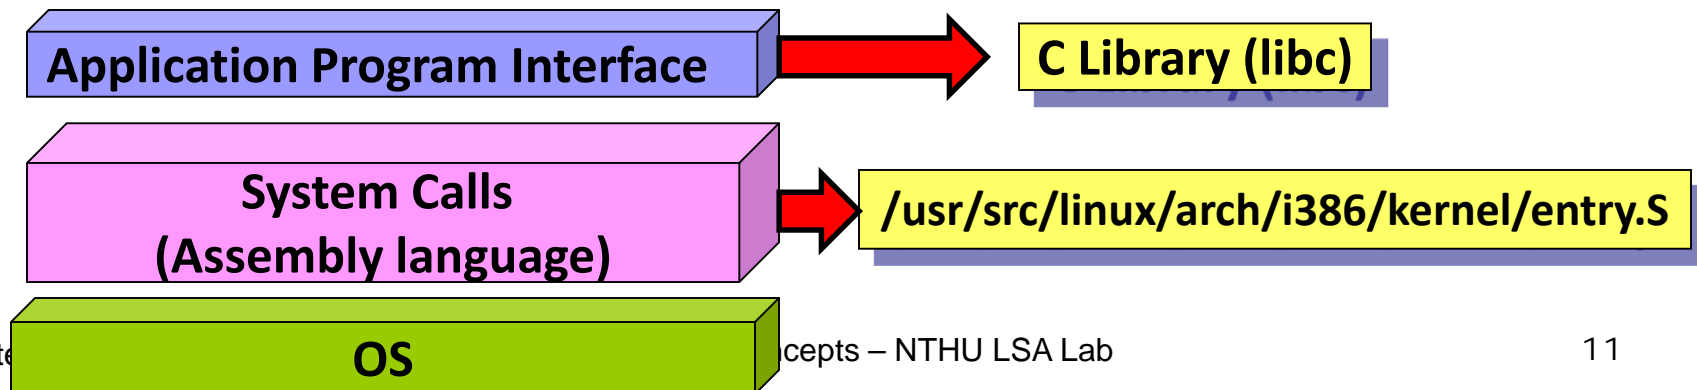 Application Program Interface
C Library (libc)
System Calls
(Assembly language)
/usr/src/linux/arch/i386/kernel/entry.S
OS
– NTHU LSA Lab
11